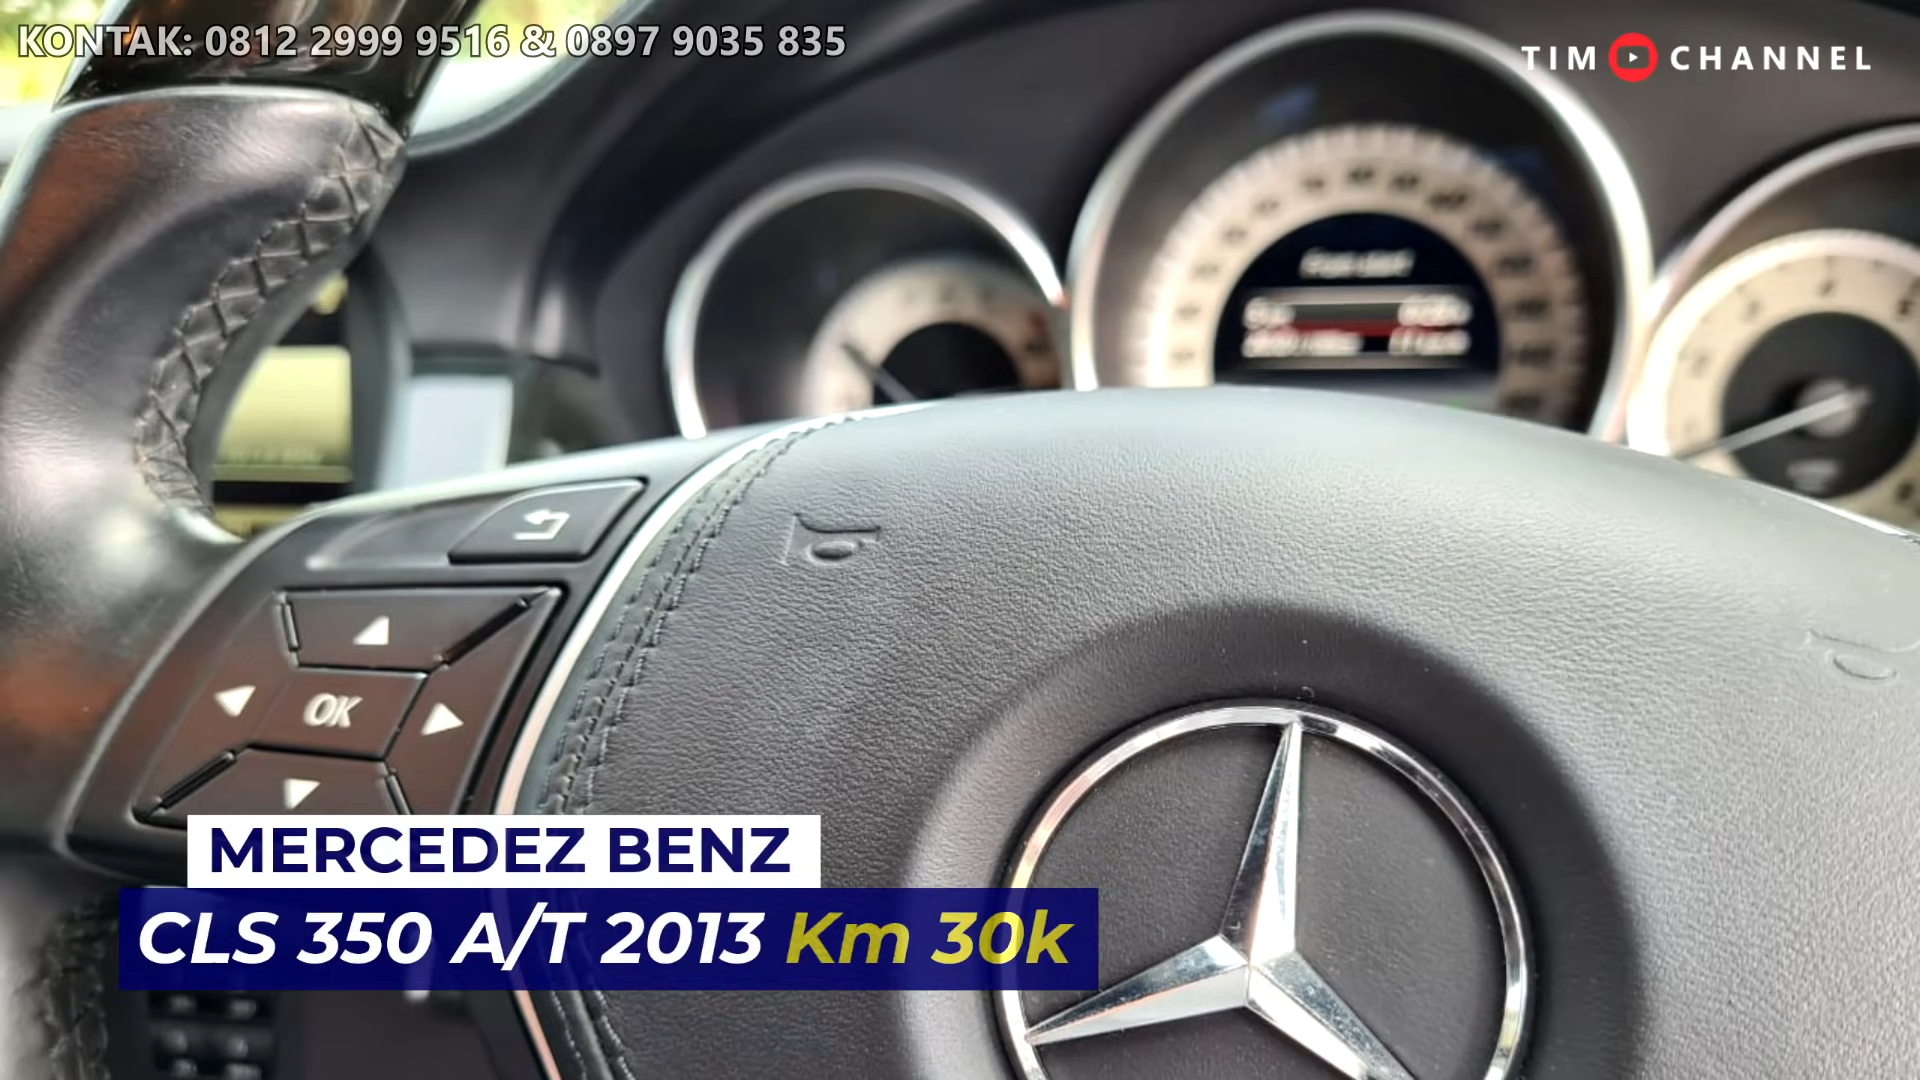 KONTAK: 0812 2999 9516 & 0897 9035 835
TIM CHANNEL
OK
MERCEDEZ BENZ
CLS 350 A/T 2013 Km 30k